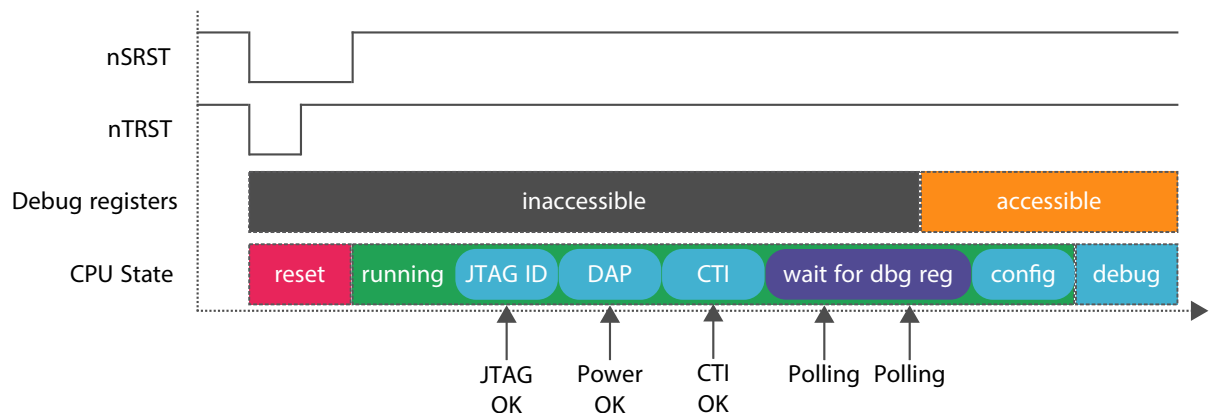 nSRST
nTRST
Debug registers
inaccessible
accessible
CPU State
reset
running
JTAG ID
DAP
CTI
wait for dbg reg
config
debug
JTAG
OK
Power
OK
CTI
OK
Polling
Polling